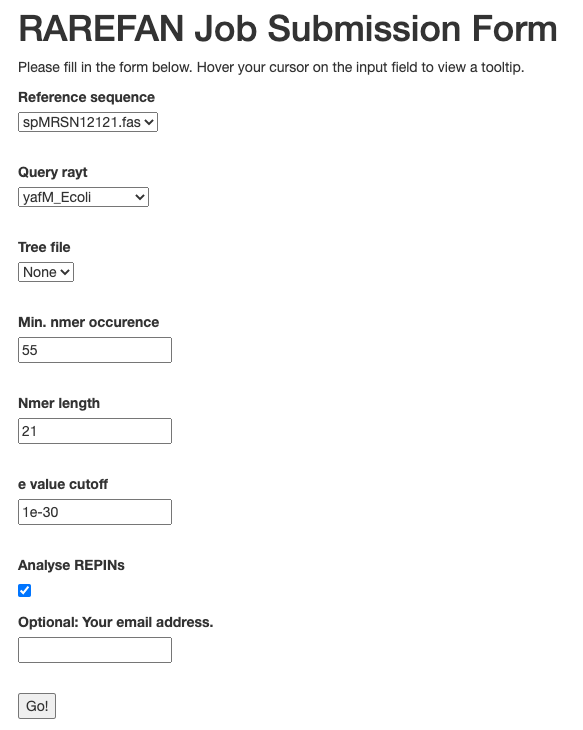 RAREFAN Job Submission Form
Please fill in the form below. Hover your cursor on the input field to view a tooltip.
Reference sequence
spMRSN12121.fas
Query rayt
yafM_Ecoli
Tree file
None
Min. nmer occurence
55
Nmer length
21
e value cutoff
1e-30
Analyse REPINs
Optional: Your email address.
Go!